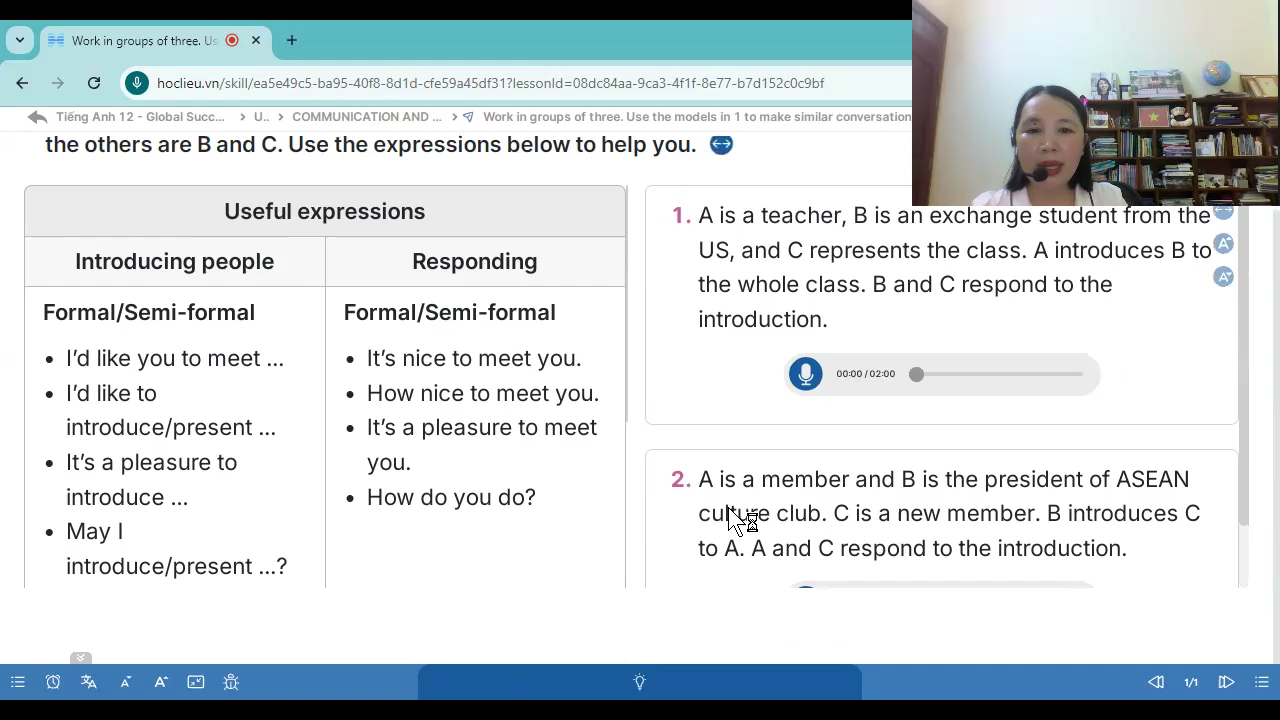 Work in groups of three. Us
hoclieu.vn/skill/ea5e49c5-ba95-40f8-8d1d-cfe59a45df31?lessonId=08dc84aa-9ca3-4f1f-8e77-b7d152c0c9bf
Tiếng Anh 12 - Global Succ... > U... > COMMUNICATION AND ... > Work in groups of three. Use the models in 1 to make similar conversation
the others are B and C. Use the expressions below to help you.
Useful expressions
Introducing people
Responding
Formal/Semi-formal
• I’d like you to meet ...
• I’d like to
introduce/present ...
• It’s a pleasure to
introduce ...
• May I
introduce/present ...?
Formal/Semi-formal
• It’s nice to meet you.
• How nice to meet you.
• It’s a pleasure to meet
you.
• How do you do?
1. A is a teacher, B is an exchange student from the
US, and C represents the class. A introduces B to
the whole class. B and C respond to the
introduction.
00:00 / 02:00
2. A is a member and B is the president of ASEAN
culture club. C is a new member. B introduces C
to A. A and C respond to the introduction.
1/1